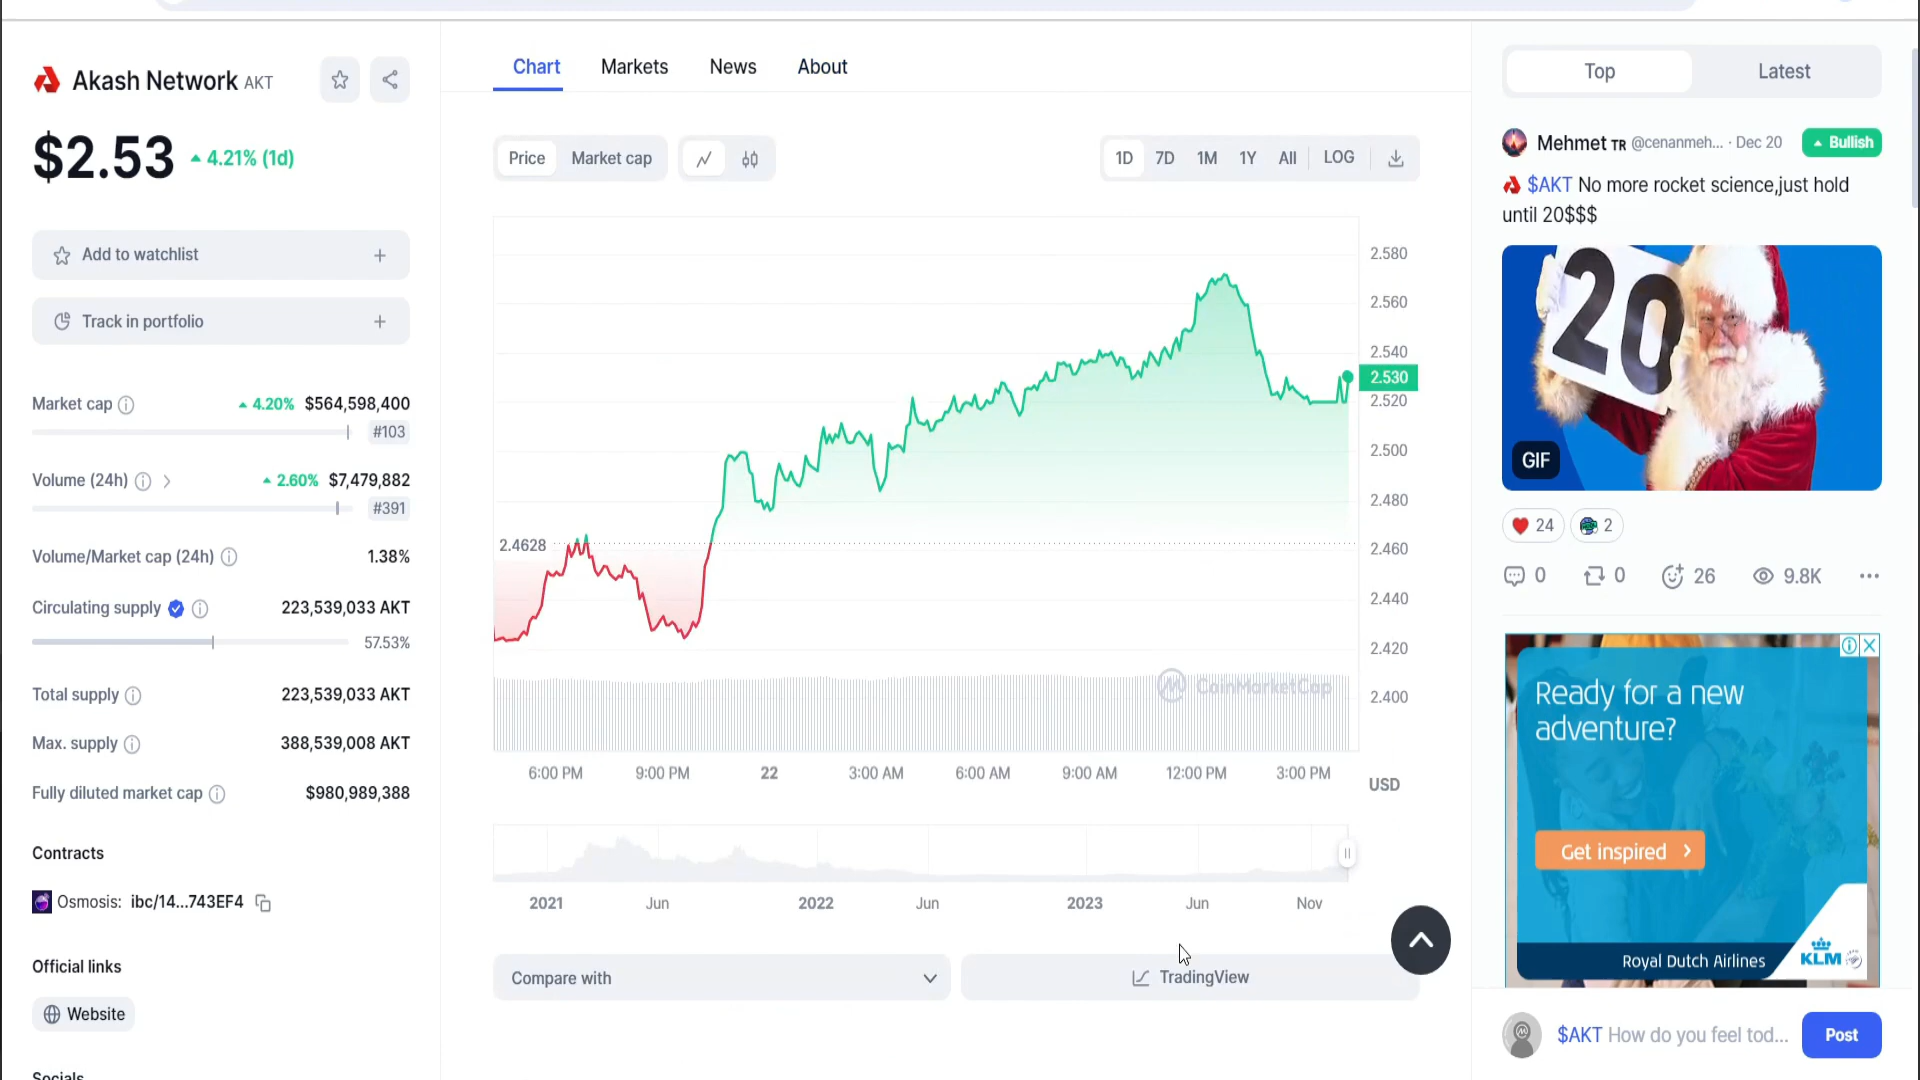 Akash Network AKT
$2.53 4.21% (1d)
Add to watchlist +
Track in portfolio +
Market cap 4.20% $564,598,400
#103
Volume (24h) 2.60% $7,479,882
#391
Volume/Market cap (24h) 1.38%
Circulating supply 223,539,033 AKT
57.53%
Total supply 223,539,033 AKT
Max. supply 388,539,008 AKT
Fully diluted market cap $980,989,388
Contracts
Osmosis: ibc/14...743EF4
Official links
Website
Socials
Chart Markets News About
Price Market cap
1D 7D 1M 1Y All LOG
2.580
2.560
2.540
2.530
2.520
2.500
2.480
2.4628
2.460
2.440
2.420
2.400
CoinMarketCap
6:00 PM 9:00 PM 22 3:00 AM 6:00 AM 9:00 AM 12:00 PM 3:00 PM
USD
2021 Jun 2022 Jun 2023 Jun Nov
Compare with
TradingView
Top Latest
Mehmet TR @cenanmeh... · Dec 20 Bullish
$AKT No more rocket science,just hold
until 20$$$
20
GIF
24 2
0 0 26 9.8K
Ready for a new
adventure?
Get inspired
Royal Dutch Airlines KLM
$AKT How do you feel tod... Post